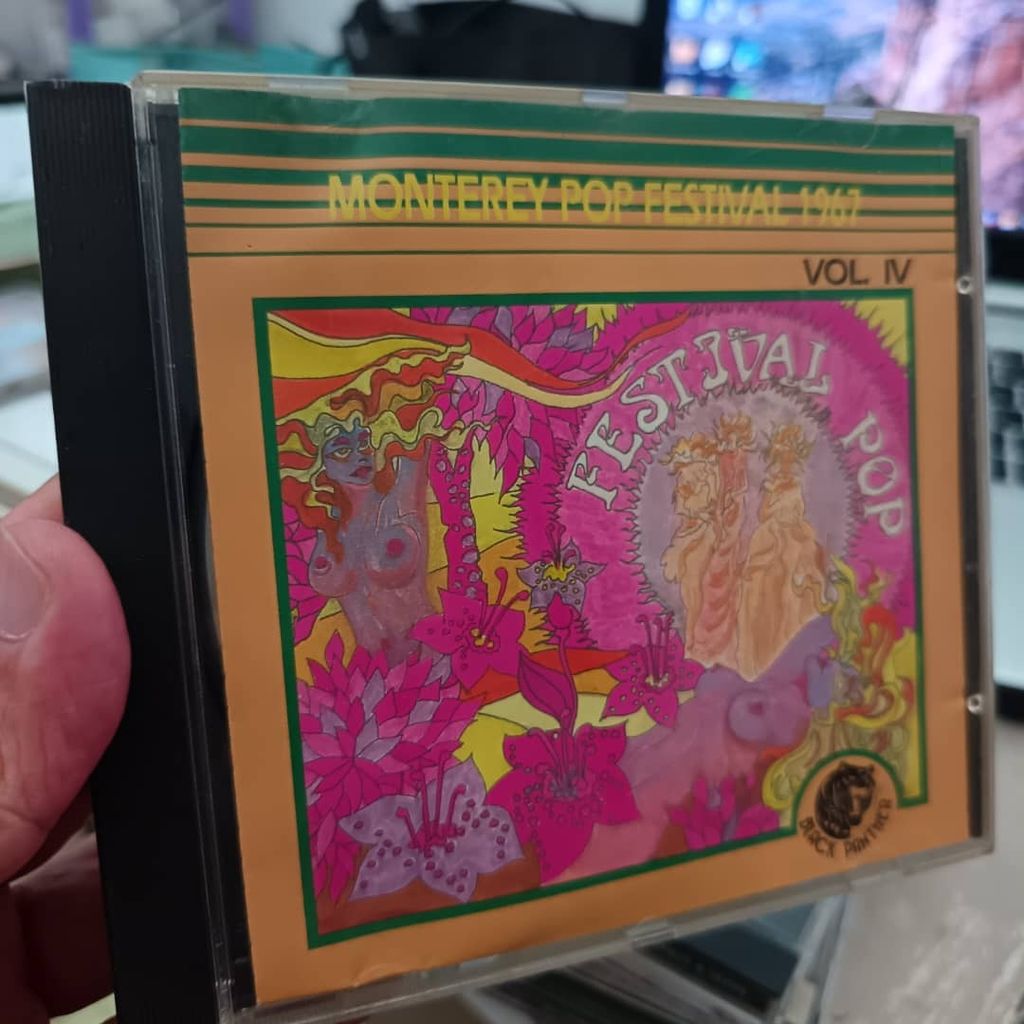 MONTEREY POP FESTIVAL 1967
VOL. IV
FESTIVAL POP
BLACK PANTHER